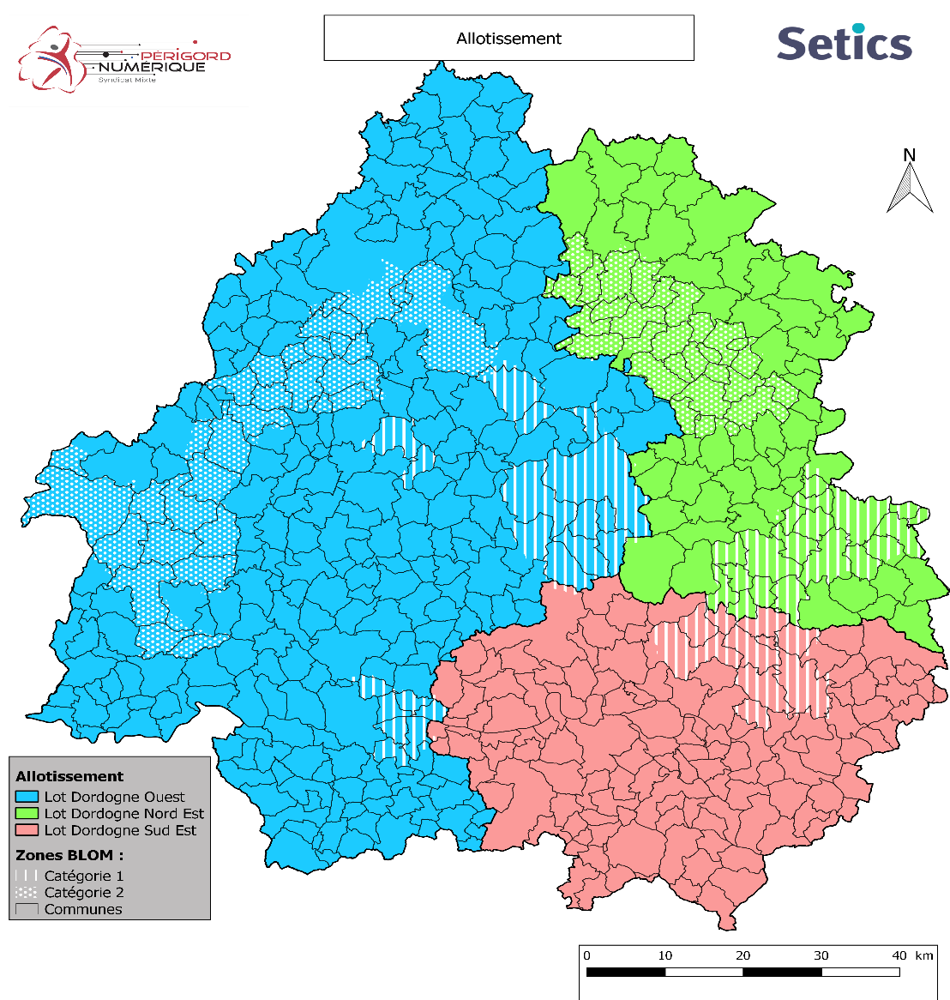 Allotissement
PÉRIGORD
NUMÉRIQUE
Syndicat Mixte
Setics
N
Allotissement
Lot Dordogne Ouest
Lot Dordogne Nord Est
Lot Dordogne Sud Est
Zones BLOM :
Catégorie 1
Catégorie 2
Communes
0 10 20 30 40 km